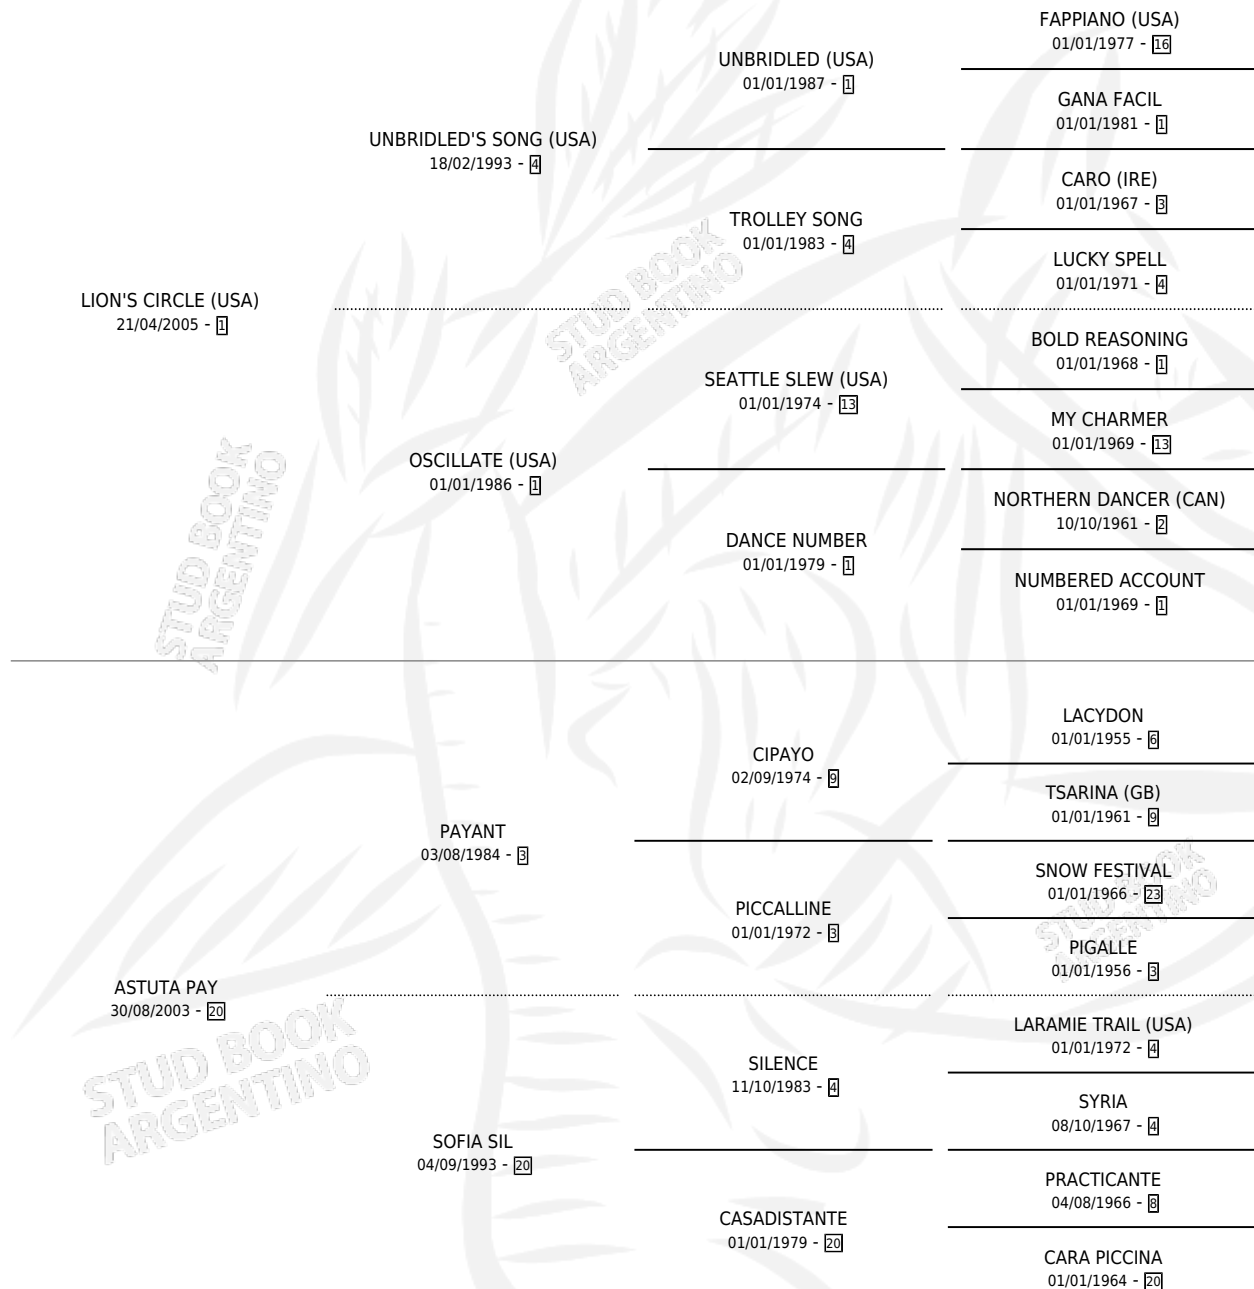 FAPPIANO (USA)
01/01/1977 - 16
UNBRIDLED (USA)
01/01/1987 - 1
GANA FACIL
01/01/1981 - 1
UNBRIDLED'S SONG (USA)
18/02/1993 - 4
CARO (IRE)
01/01/1967 - 3
TROLLEY SONG
01/01/1983 - 4
LUCKY SPELL
01/01/1971 - 4
LION'S CIRCLE (USA)
21/04/2005 - 1
BOLD REASONING
01/01/1968 - 1
SEATTLE SLEW (USA)
01/01/1974 - 13
MY CHARMER
01/01/1969 - 13
OSCILLATE (USA)
01/01/1986 - 1
NORTHERN DANCER (CAN)
10/10/1961 - 2
DANCE NUMBER
01/01/1979 - 1
NUMBERED ACCOUNT
01/01/1969 - 1
LACYDON
01/01/1955 - 6
CIPAYO
02/09/1974 - 9
TSARINA (GB)
01/01/1961 - 9
PAYANT
03/08/1984 - 3
SNOW FESTIVAL
01/01/1966 - 23
PICCALLINE
01/01/1972 - 3
PIGALLE
01/01/1956 - 3
ASTUTA PAY
30/08/2003 - 20
LARAMIE TRAIL (USA)
01/01/1972 - 4
SILENCE
11/10/1983 - 4
SYRIA
08/10/1967 - 4
SOFIA SIL
04/09/1993 - 20
PRACTICANTE
04/08/1966 - 8
CASADISTANTE
01/01/1979 - 20
CARA PICCINA
01/01/1964 - 20
STUD BOOK
ARGENTINO
STUD BOOK
ARGENTINO
STUD BOOK
ARGENTINO
STUD BOOK
ARGENTINO